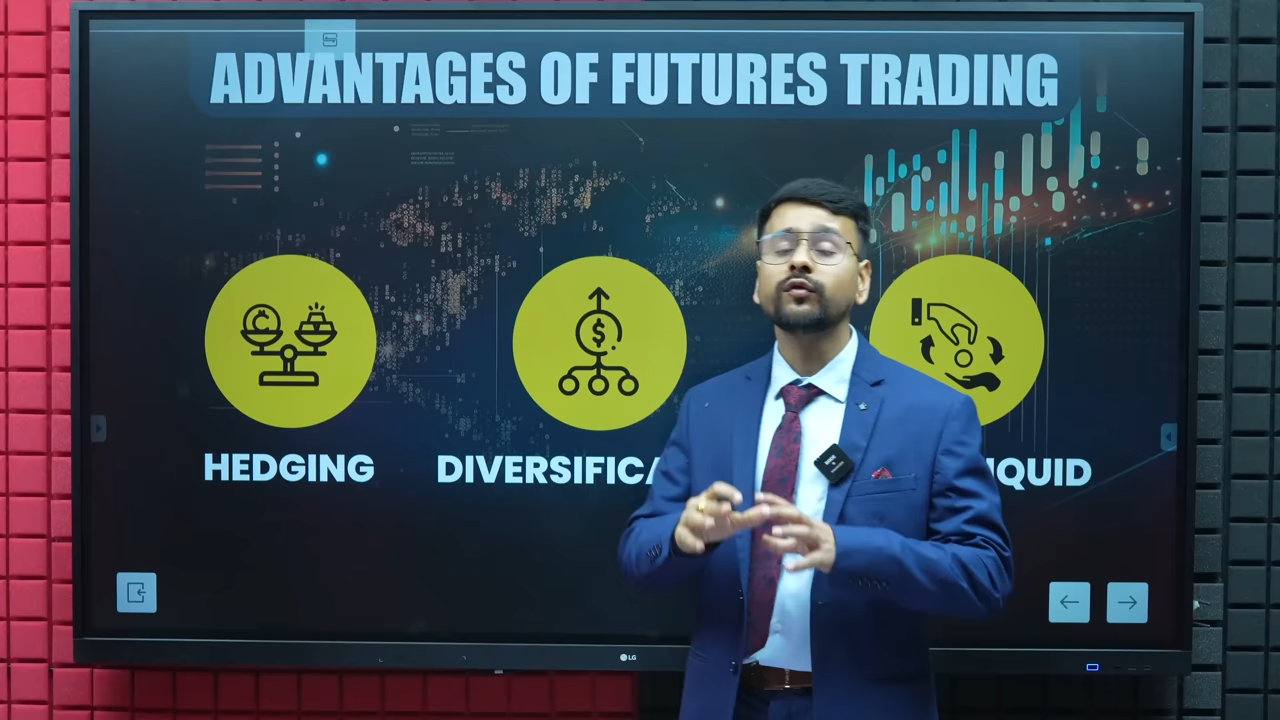 ADVANTAGES OF FUTURES TRADING
HEDGING
DIVERSIFICA
IQUID
LG